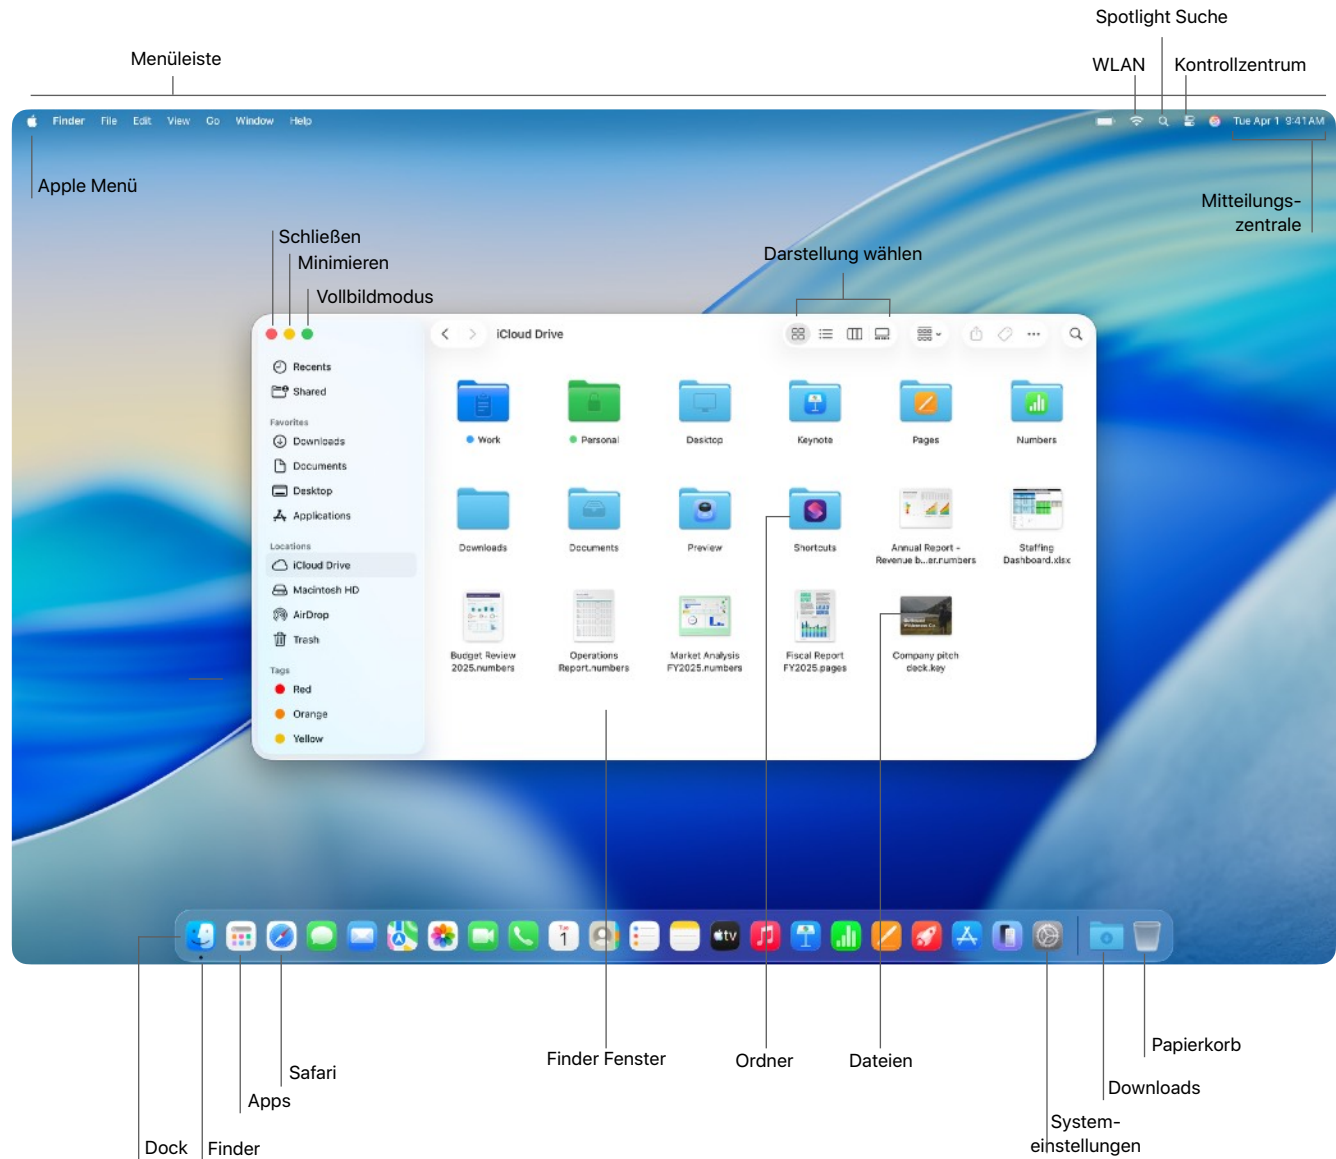 Spotlight Suche
Menüleiste
WLAN
Kontrollzentrum
Finder File Edit View Go Window Help
Tue Apr 1 9:41 AM
Apple Menü
Mitteilungs-
zentrale
Schließen
Minimieren
Vollbildmodus
Darstellung wählen
iCloud Drive
Recents
Shared
Favorites
Downloads
Documents
Desktop
Applications
Locations
iCloud Drive
Macintosh HD
AirDrop
Trash
Tags
Red
Orange
Yellow
Work
Personal
Desktop
Keynote
Pages
Numbers
Downloads
Documents
Preview
Shortcuts
Annual Report -
Revenue b...er.numbers
Staffing
Dashboard.xlsx
Budget Review
2025.numbers
Operations
Report.numbers
Market Analysis
FY2025.numbers
Fiscal Report
FY2025.pages
Company pitch
deck.key
Tue
1
tv
Finder Fenster
Ordner
Dateien
Papierkorb
Safari
Downloads
Apps
System-
einstellungen
Dock
Finder